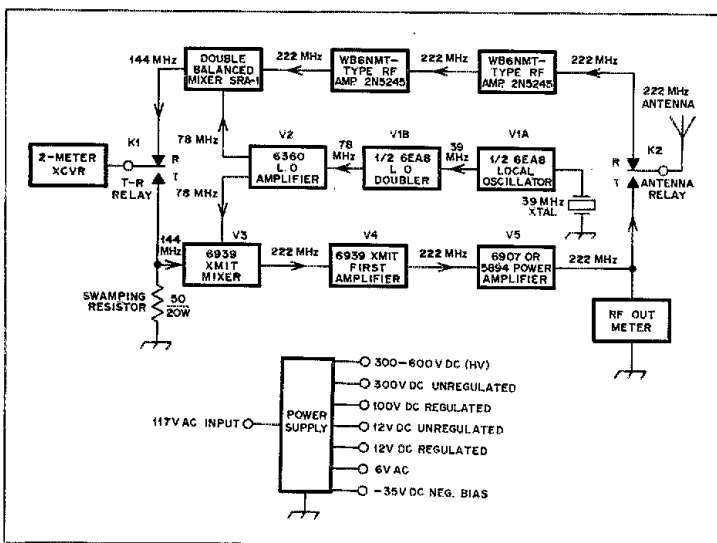 144 MHz
DOUBLE
BALANCED
MIXER SRA-1
222 MHz
WB6NMT-
TYPE RF
AMP. 2N5245
222 MHz
WB6NMT-
TYPE RF
AMP. 2N5245
222 MHz
222 MHz
ANTENNA
K1
2-METER
XCVR
R
T
T-R
RELAY
78 MHz
V2
6360
L.O
AMPLIFIER
78
MHz
V1B
1/2 6EA8
L O
DOUBLER
39
MHz
V1A
1/2 6EA8
LOCAL
OSCILLATOR
R
T
K2
ANTENNA
RELAY
39 MHz
XTAL
78 MHz
144
MHz
V3
6939
XMIT
MIXER
222 MHz
V4
6939 XMIT
FIRST
AMPLIFIER
222 MHz
V5
6907 OR
5894 POWER
AMPLIFIER
222 MHz
SWAMPING
RESISTOR
50
20W
RF OUT
METER
117V AC INPUT
POWER
SUPPLY
300-600V DC (HV)
300V DC UNREGULATED
100V DC REGULATED
12V DC UNREGULATED
12V DC REGULATED
6V AC
-35V DC NEG. BIAS